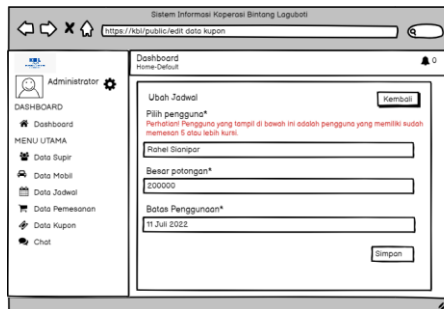 Sistem Informasi Koperasi Bintang Laguboti
https://kbl/public/edit data kupon
KBL
Dashboard
Home-Default
0
Administrator
DASHBOARD
Dashboard
MENU UTAMA
Data Supir
Data Mobil
Data Jadwal
Data Pemesanan
Data Kupon
Chat
Ubah Jadwal
Kembali
Pilih pengguna*
Perhatian! Pengguna yang tampil di bawah ini adalah pengguna yang memiliki sudah
memesan 5 atau lebih kursi.
Rahel Sianipar
Besar potongan*
200000
Batas Penggunaan*
11 Juli 2022
Simpan